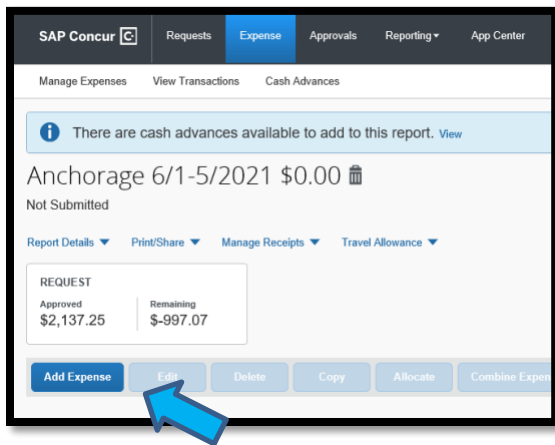 SAP Concur C Requests Expense Approvals Reporting App Center
Manage Expenses View Transactions Cash Advances
i There are cash advances available to add to this report. View
Anchorage 6/1-5/2021 $0.00
Not Submitted
Report Details Print/Share Manage Receipts Travel Allowance
REQUEST
Approved Remaining
$2,137.25 $-997.07
Add Expense Edit Delete Copy Allocate Combine Expen